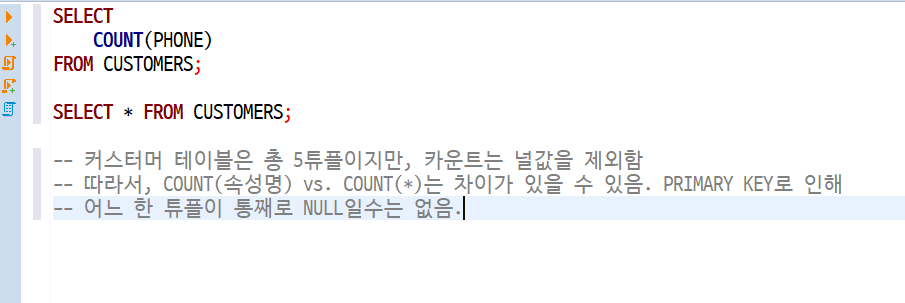 SELECT
COUNT(PHONE)
FROM CUSTOMERS;
SELECT * FROM CUSTOMERS;
-- 커스터머 테이블은 총 5튜플이지만, 카운트는 널값을 제외함
-- 따라서, COUNT(속성명) vs. COUNT(*)는 차이가 있을 수 있음. PRIMARY KEY로 인해
-- 어느 한 튜플이 통째로 NULL일수는 없음.